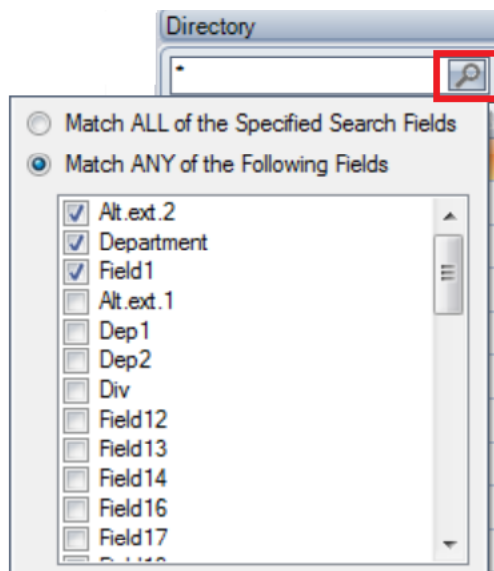 Directory
*
Match ALL of the Specified Search Fields
Match ANY of the Following Fields
Alt.ext.2
Department
Field1
Alt.ext.1
Dep1
Dep2
Div
Field12
Field13
Field14
Field16
Field17